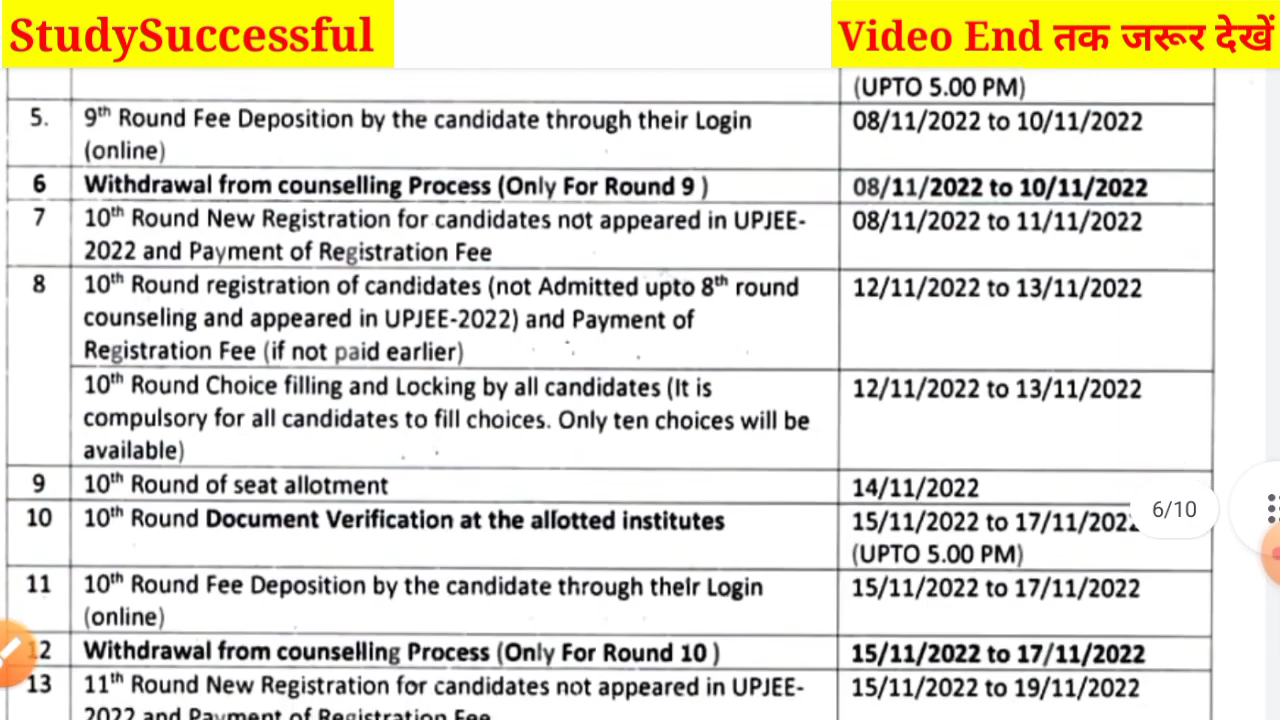 StudySuccessful
Video End तक जरूर देखें
(UPTO 5.00 PM)
5. 9th Round Fee Deposition by the candidate through their Login 08/11/2022 to 10/11/2022
(online)
6 Withdrawal from counselling Process (Only For Round 9 ) 08/11/2022 to 10/11/2022
7 10th Round New Registration for candidates not appeared in UPJEE- 08/11/2022 to 11/11/2022
2022 and Payment of Registration Fee
8 10th Round registration of candidates (not Admitted upto 8th round 12/11/2022 to 13/11/2022
counseling and appeared in UPJEE-2022) and Payment of
Registration Fee (if not paid earlier)
10th Round Choice filling and Locking by all candidates (It is 12/11/2022 to 13/11/2022
compulsory for all candidates to fill choices. Only ten choices will be
available)
9 10th Round of seat allotment 14/11/2022
10 10th Round Document Verification at the allotted institutes 15/11/2022 to 17/11/2022
6/10
(UPTO 5.00 PM)
11 10th Round Fee Deposition by the candidate through their Login 15/11/2022 to 17/11/2022
(online)
12 Withdrawal from counselling Process (Only For Round 10 ) 15/11/2022 to 17/11/2022
13 11th Round New Registration for candidates not appeared in UPJEE- 15/11/2022 to 19/11/2022
2022 and Payment of Registration Fee